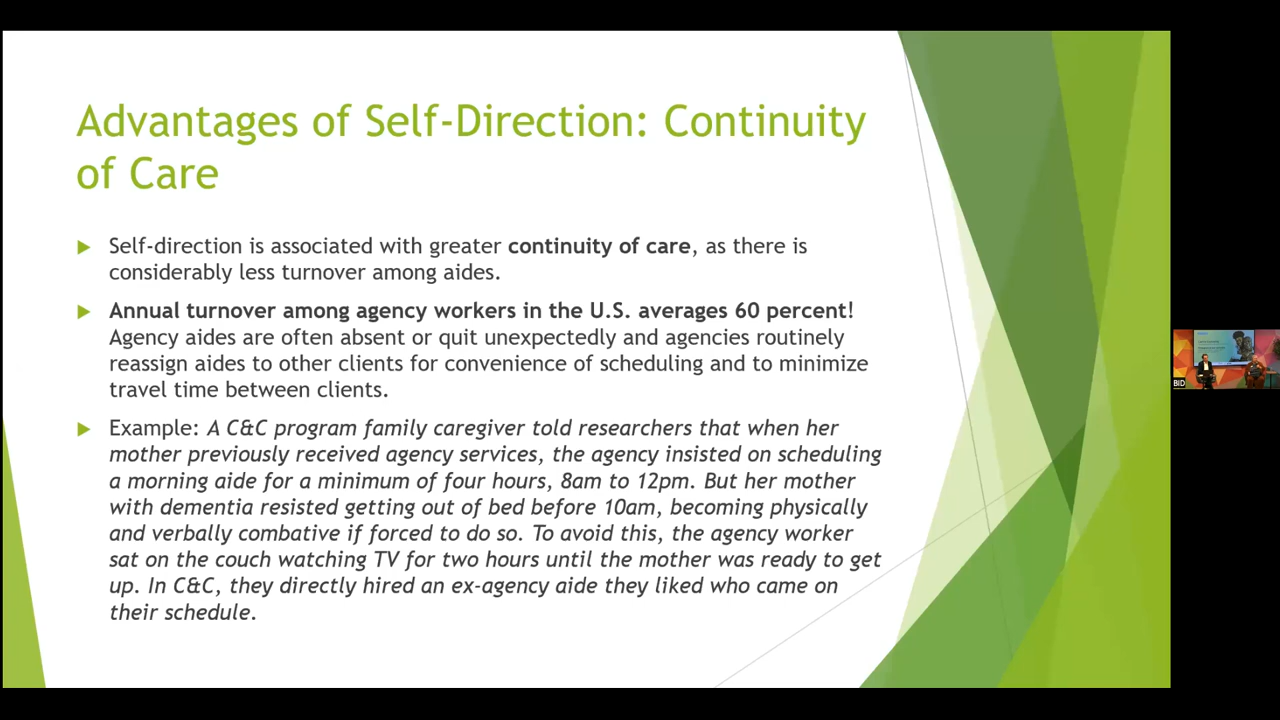 Advantages of Self-Direction: Continuity
of Care
Self-direction is associated with greater continuity of care, as there is
considerably less turnover among aides.
Annual turnover among agency workers in the U.S. averages 60 percent!
Agency aides are often absent or quit unexpectedly and agencies routinely
reassign aides to other clients for convenience of scheduling and to minimize
travel time between clients.
Example: A C&C program family caregiver told researchers that when her
mother previously received agency services, the agency insisted on scheduling
a morning aide for a minimum of four hours, 8am to 12pm. But her mother
with dementia resisted getting out of bed before 10am, becoming physically
and verbally combative if forced to do so. To avoid this, the agency worker
sat on the couch watching TV for two hours until the mother was ready to get
up. In C&C, they directly hired an ex-agency aide they liked who came on
their schedule.
BID